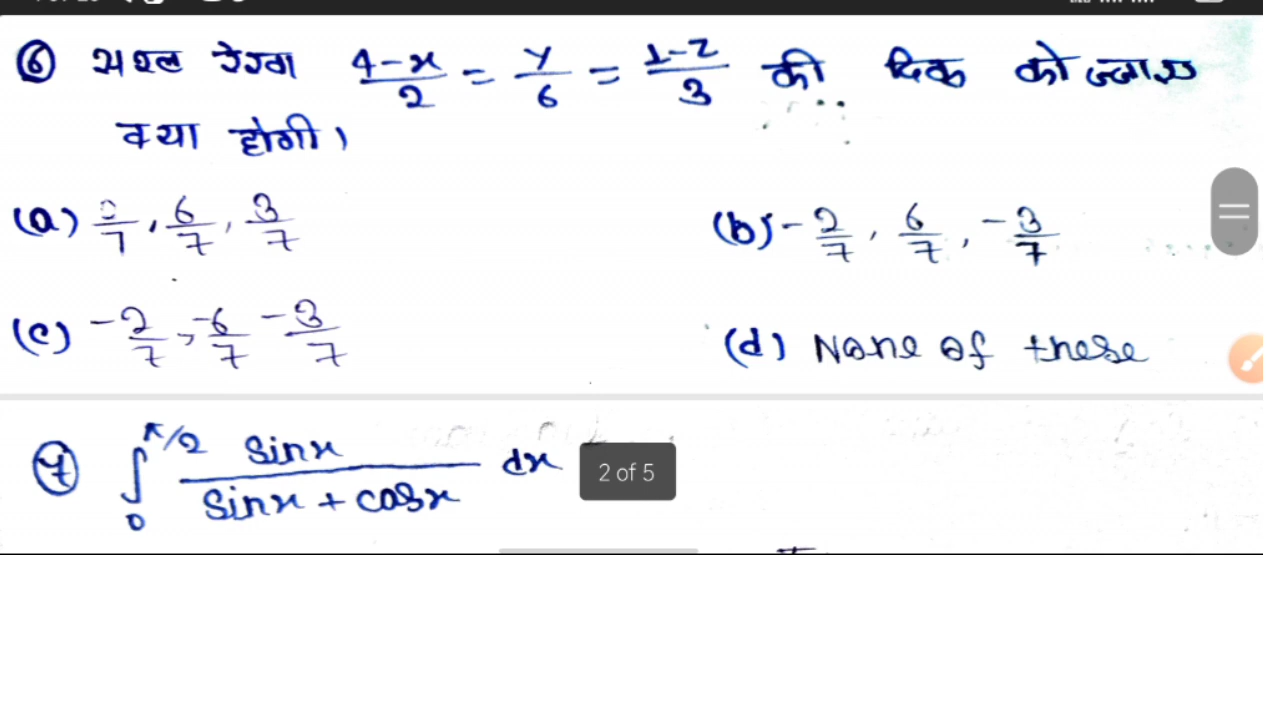 ⑥ सरल रेखा (4-x)/2 = y/6 = (1-z)/3 की दिक कोज्याए
क्या होगी।
(a) 2/7, 6/7, 3/7 (b) -2/7, 6/7, -3/7
(c) -2/7, -6/7 -3/7 (d) None of these
⑦ ∫₀^π/2 sinx/(sinx + cosx) dx
2 of 5